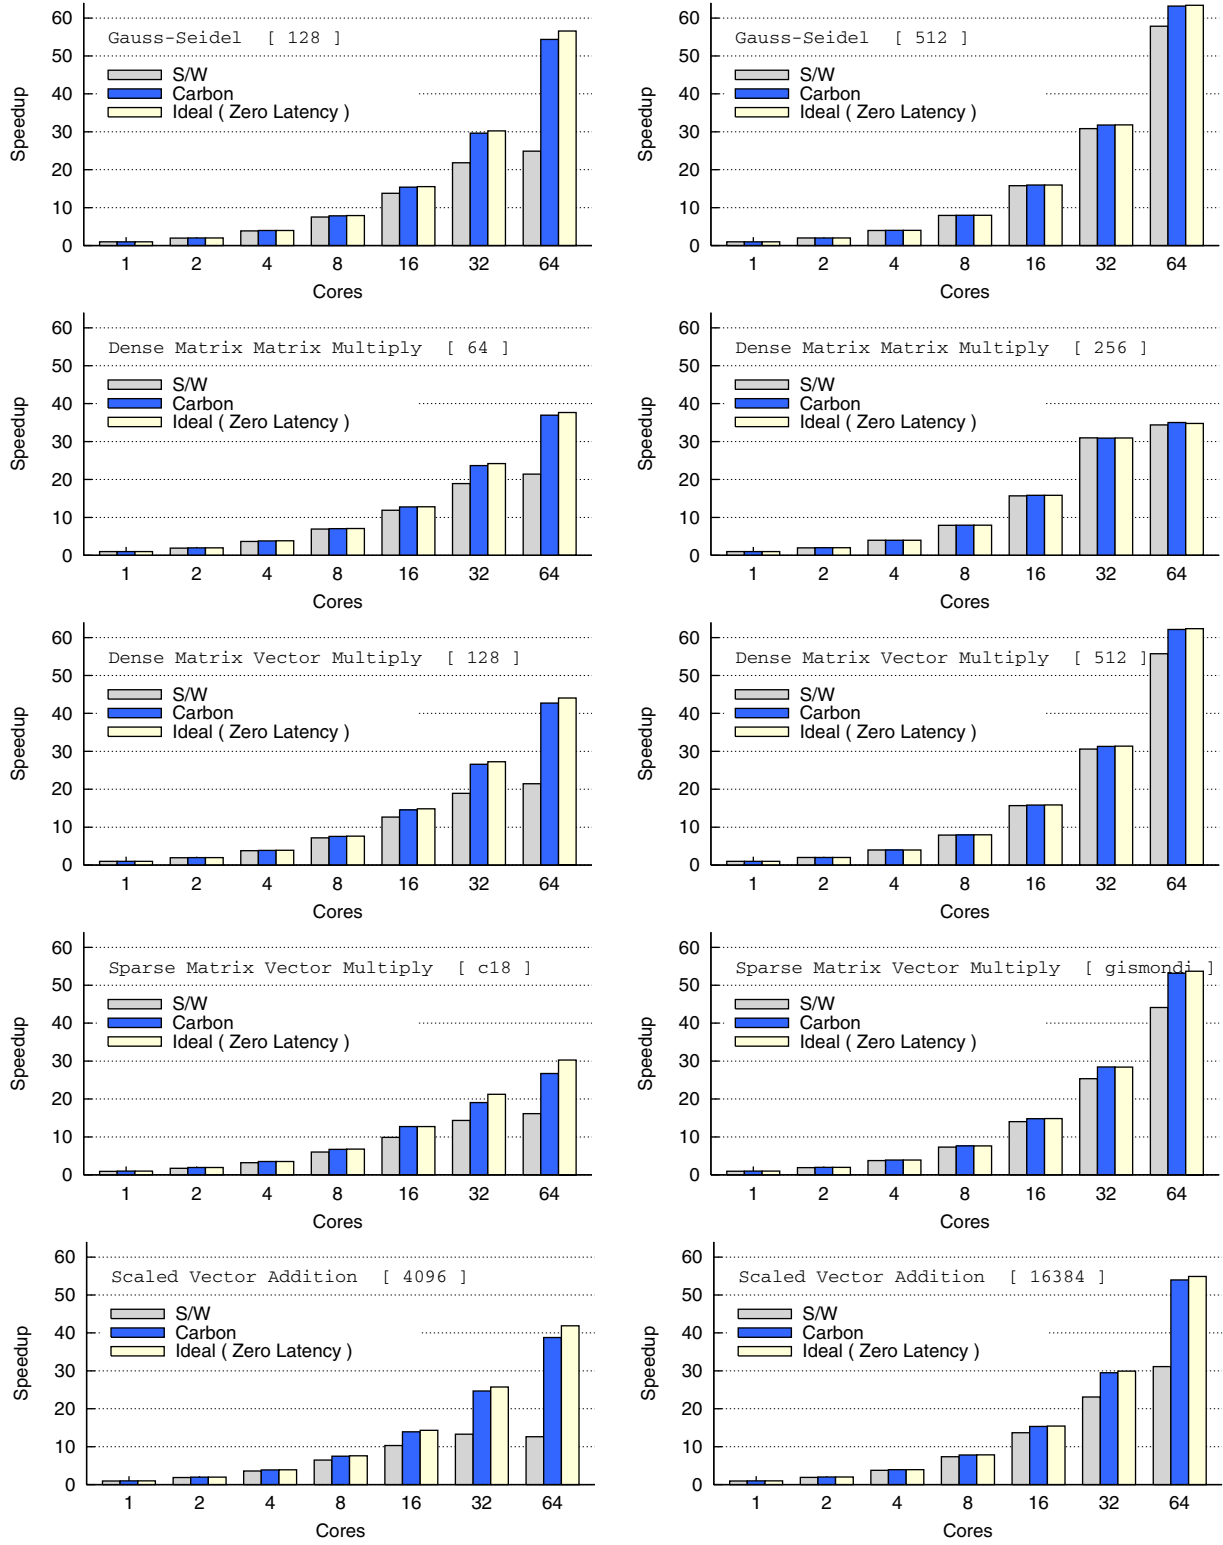 60
50
40
30
20
10
0
Speedup
Gauss-Seidel [ 128 ]
S/W
Carbon
Ideal ( Zero Latency )
1 2 4 8 16 32 64
Cores
60
50
40
30
20
10
0
Speedup
Gauss-Seidel [ 512 ]
S/W
Carbon
Ideal ( Zero Latency )
1 2 4 8 16 32 64
Cores
60
50
40
30
20
10
0
Speedup
Dense Matrix Matrix Multiply [ 64 ]
S/W
Carbon
Ideal ( Zero Latency )
1 2 4 8 16 32 64
Cores
60
50
40
30
20
10
0
Speedup
Dense Matrix Matrix Multiply [ 256 ]
S/W
Carbon
Ideal ( Zero Latency )
1 2 4 8 16 32 64
Cores
60
50
40
30
20
10
0
Speedup
Dense Matrix Vector Multiply [ 128 ]
S/W
Carbon
Ideal ( Zero Latency )
1 2 4 8 16 32 64
Cores
60
50
40
30
20
10
0
Speedup
Dense Matrix Vector Multiply [ 512 ]
S/W
Carbon
Ideal ( Zero Latency )
1 2 4 8 16 32 64
Cores
60
50
40
30
20
10
0
Speedup
Sparse Matrix Vector Multiply [ c18 ]
S/W
Carbon
Ideal ( Zero Latency )
1 2 4 8 16 32 64
Cores
60
50
40
30
20
10
0
Speedup
Sparse Matrix Vector Multiply [ gismondi ]
S/W
Carbon
Ideal ( Zero Latency )
1 2 4 8 16 32 64
Cores
60
50
40
30
20
10
0
Speedup
Scaled Vector Addition [ 4096 ]
S/W
Carbon
Ideal ( Zero Latency )
1 2 4 8 16 32 64
Cores
60
50
40
30
20
10
0
Speedup
Scaled Vector Addition [ 16384 ]
S/W
Carbon
Ideal ( Zero Latency )
1 2 4 8 16 32 64
Cores